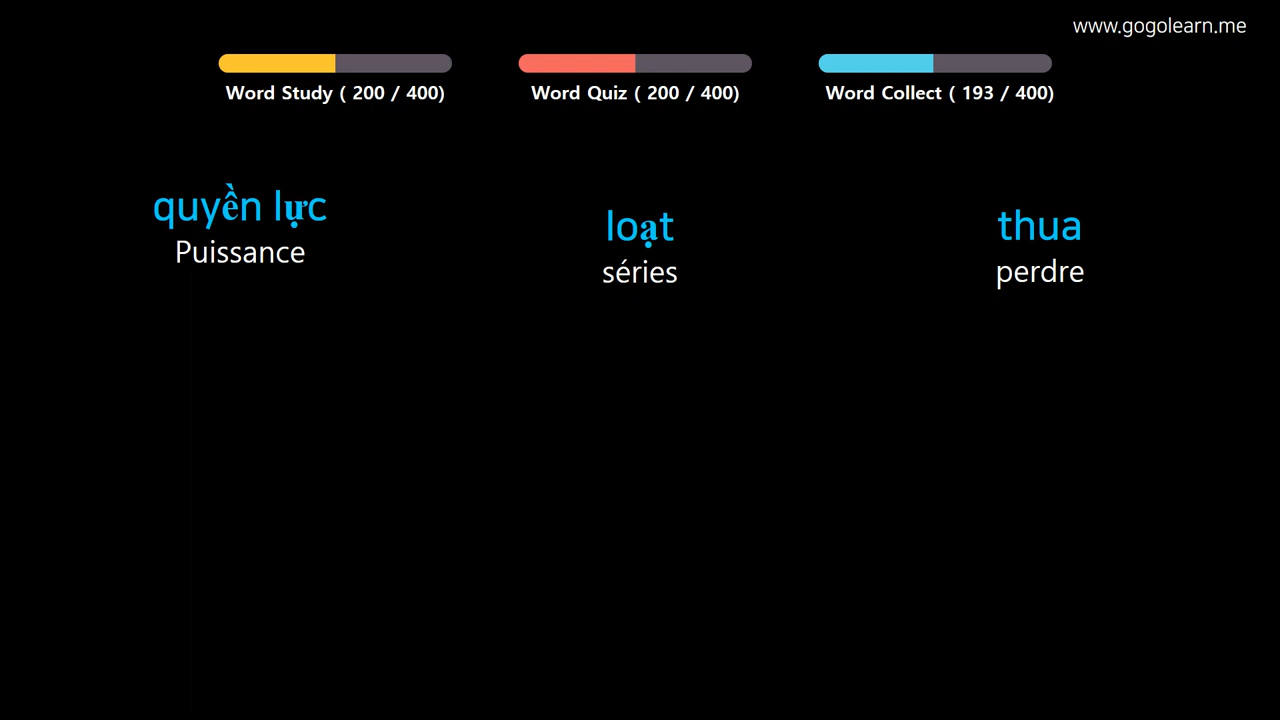 www.gogolearn.me
Word Study ( 200 / 400)
Word Quiz ( 200 / 400)
Word Collect ( 193 / 400)
quyền lực
Puissance
loạt
séries
thua
perdre